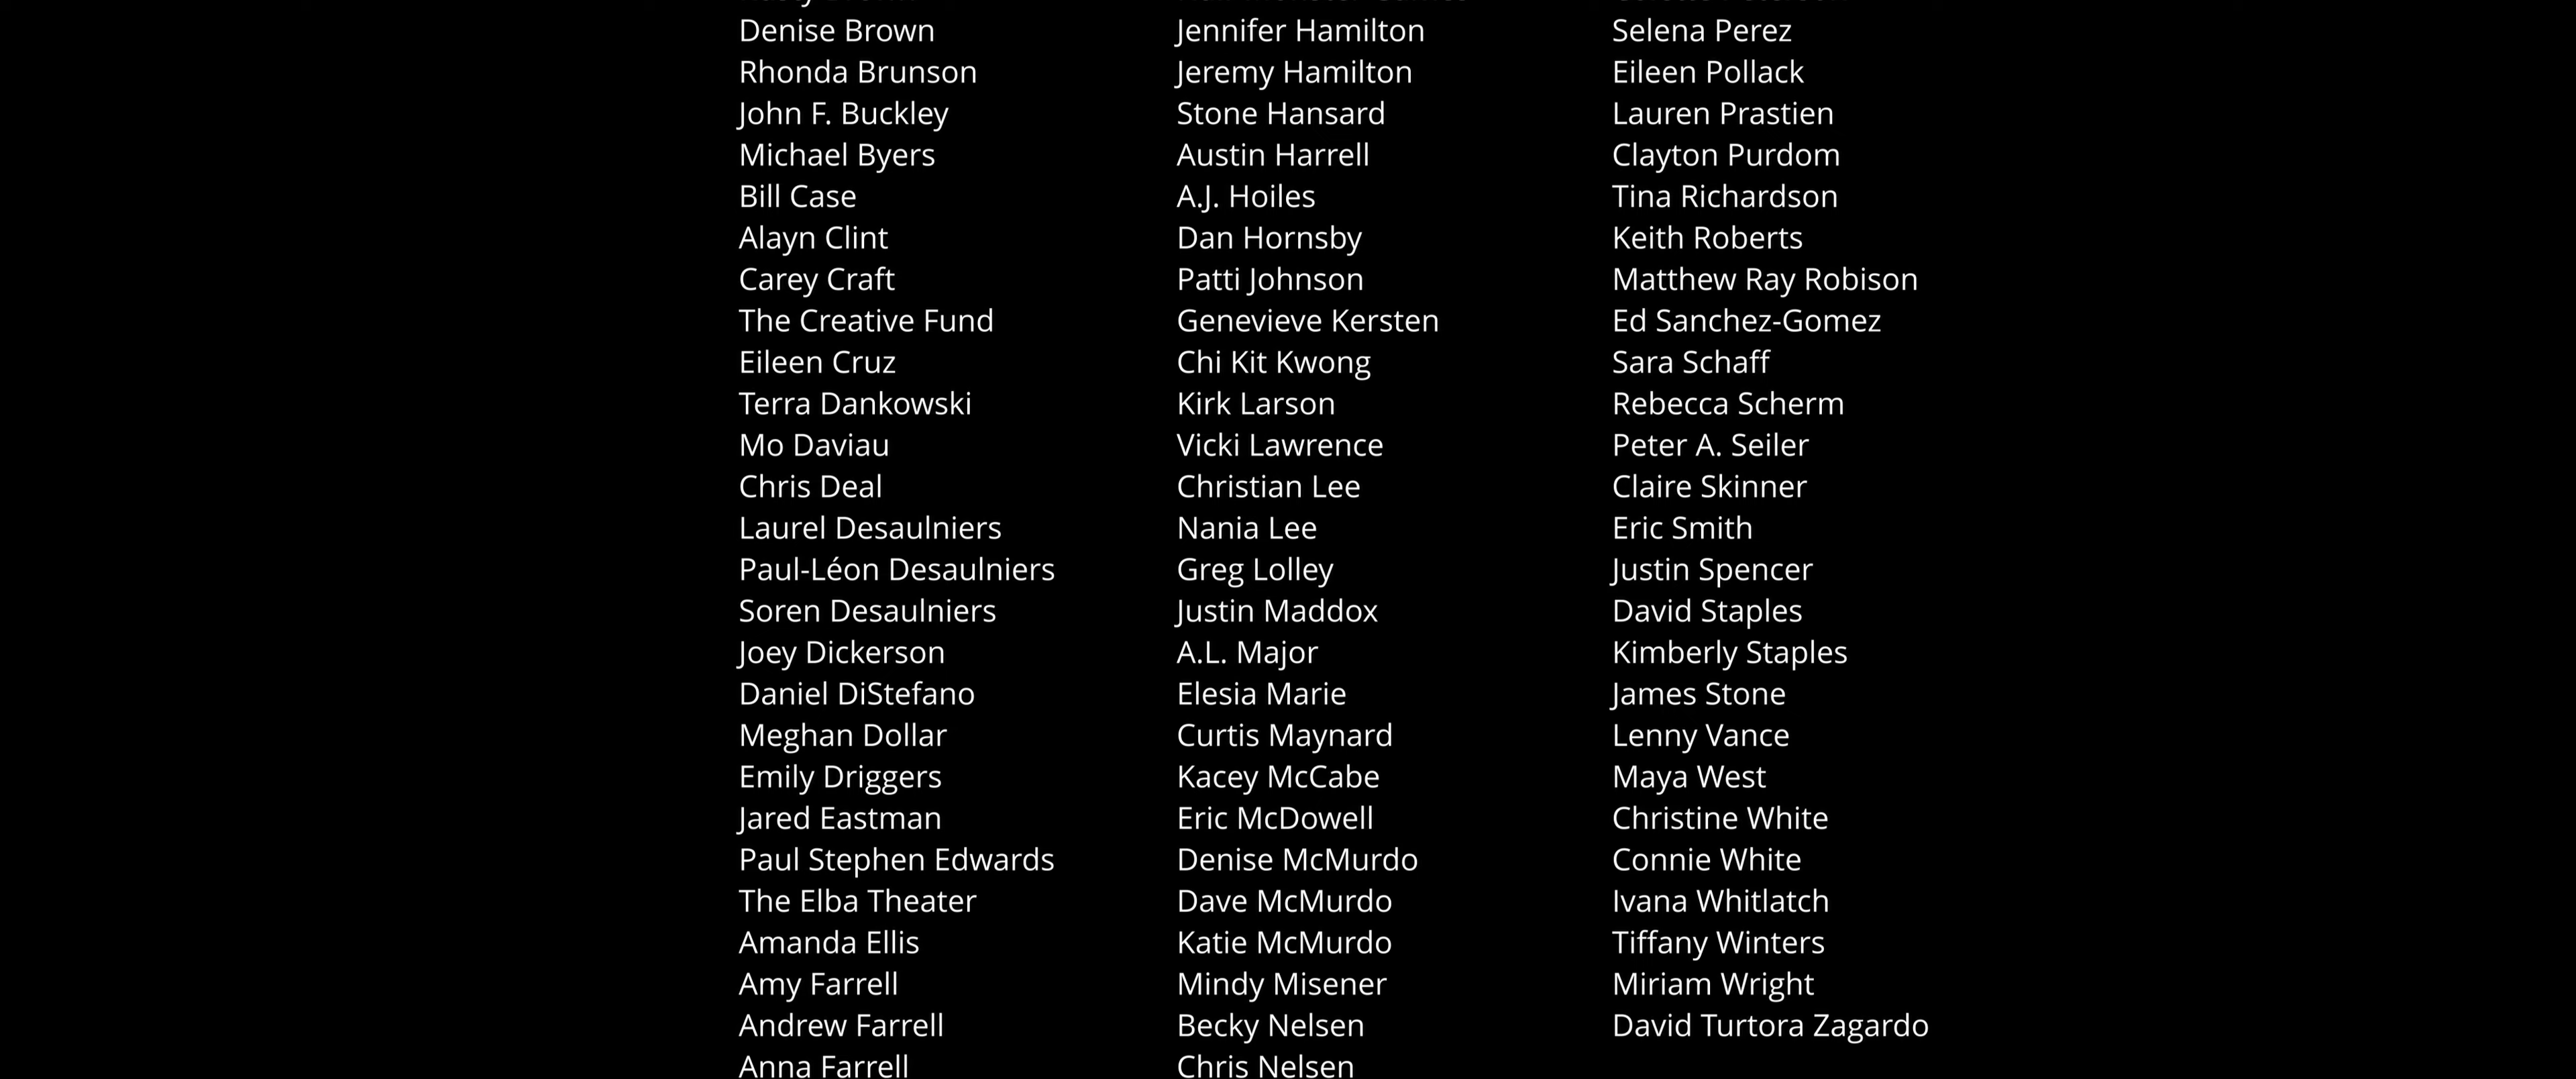 Denise Brown
Rhonda Brunson
John F. Buckley
Michael Byers
Bill Case
Alayn Clint
Carey Craft
The Creative Fund
Eileen Cruz
Terra Dankowski
Mo Daviau
Chris Deal
Laurel Desaulniers
Paul-Léon Desaulniers
Soren Desaulniers
Joey Dickerson
Daniel DiStefano
Meghan Dollar
Emily Driggers
Jared Eastman
Paul Stephen Edwards
The Elba Theater
Amanda Ellis
Amy Farrell
Andrew Farrell
Anna Farrell
Jennifer Hamilton
Jeremy Hamilton
Stone Hansard
Austin Harrell
A.J. Hoiles
Dan Hornsby
Patti Johnson
Genevieve Kersten
Chi Kit Kwong
Kirk Larson
Vicki Lawrence
Christian Lee
Nania Lee
Greg Lolley
Justin Maddox
A.L. Major
Elesia Marie
Curtis Maynard
Kacey McCabe
Eric McDowell
Denise McMurdo
Dave McMurdo
Katie McMurdo
Mindy Misener
Becky Nelsen
Chris Nelsen
Selena Perez
Eileen Pollack
Lauren Prastien
Clayton Purdom
Tina Richardson
Keith Roberts
Matthew Ray Robison
Ed Sanchez-Gomez
Sara Schaff
Rebecca Scherm
Peter A. Seiler
Claire Skinner
Eric Smith
Justin Spencer
David Staples
Kimberly Staples
James Stone
Lenny Vance
Maya West
Christine White
Connie White
Ivana Whitlatch
Tiffany Winters
Miriam Wright
David Turtora Zagardo